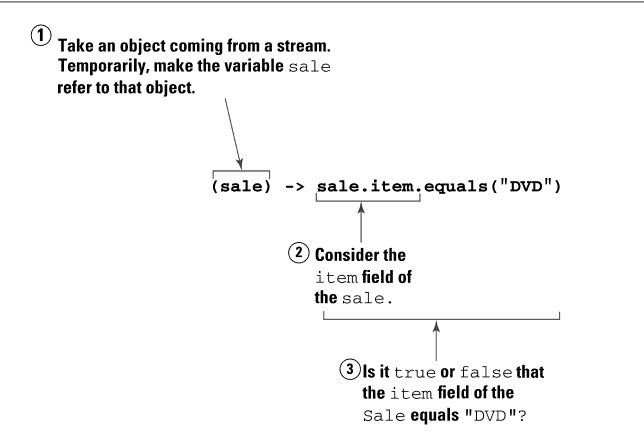 1 Take an object coming from a stream.
Temporarily, make the variable sale
refer to that object.
(sale) -> sale.item.equals("DVD")
2 Consider the
item field of
the sale.
3 Is it true or false that
the item field of the
Sale equals "DVD"?